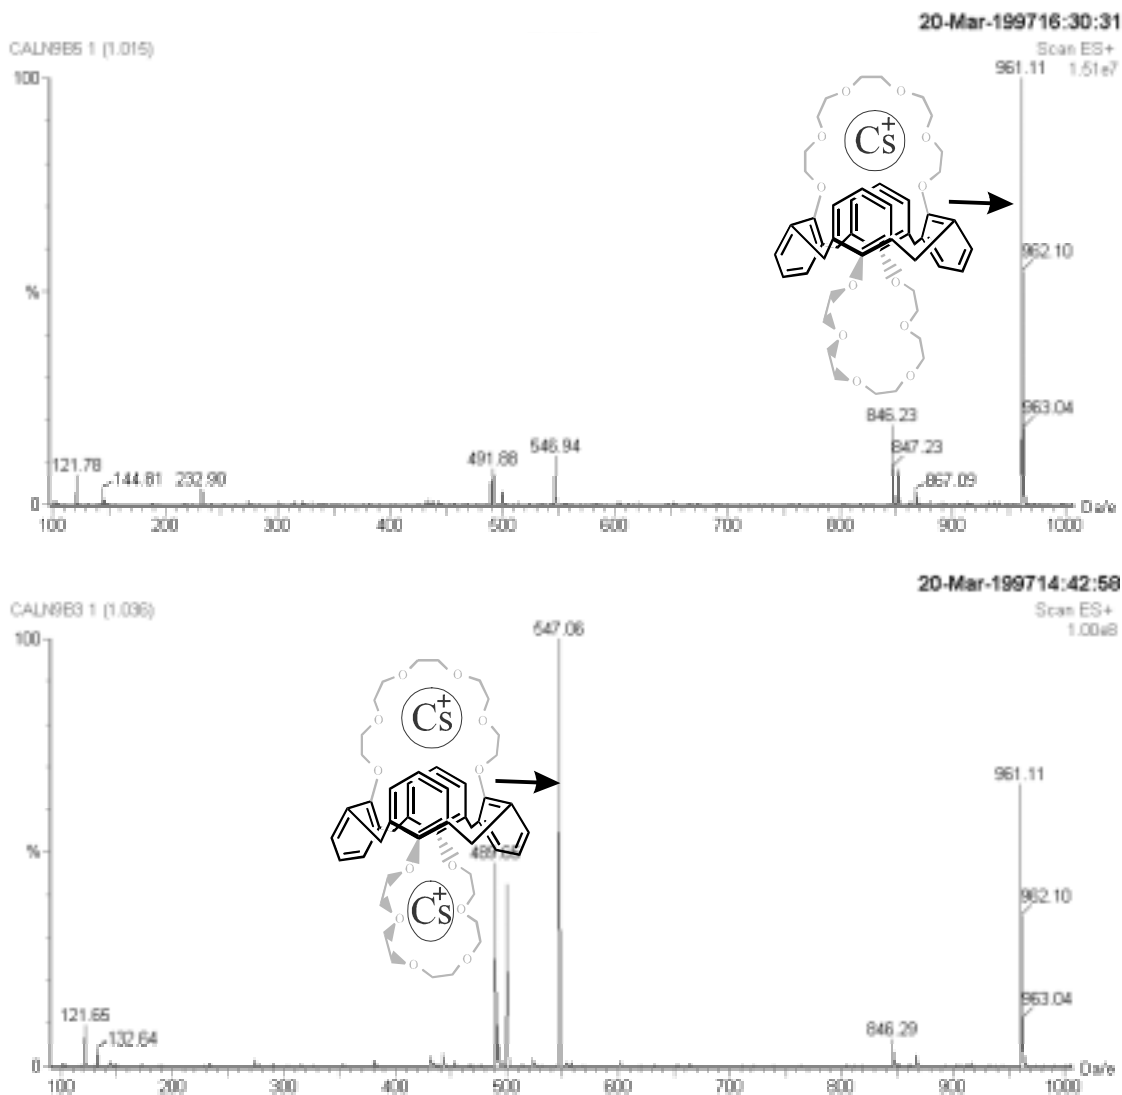 20-Mar-199716:30:31
CALN9B5 1 (1.015)
Scan ES+
961.11 1.51e7
100
O O
Cs+
O O
O O
962.10
%
O O
O O
O O
963.04
846.23
546.94
491.88
847.23
121.78
144.81 232.90
867.09
0
100 200 300 400 500 600 700 800 900 1000 Da/e
20-Mar-199714:42:58
CALN9B3 1 (1.036)
Scan ES+
1.00e8
547.06
100
O O
Cs+
O O
O O
961.11
%
O O
Cs+
O O
O O
962.10
963.04
121.65
132.64
846.29
0
100 200 300 400 500 600 700 800 900 1000 Da/e